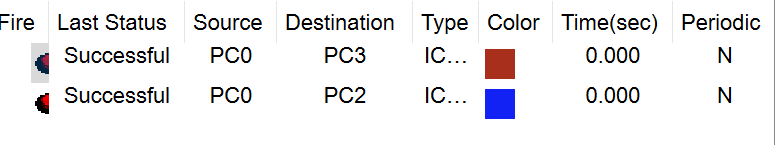 Fire Last Status Source Destination Type Color Time(sec) Periodic
Successful PC0 PC3 IC... 0.000 N
Successful PC0 PC2 IC... 0.000 N